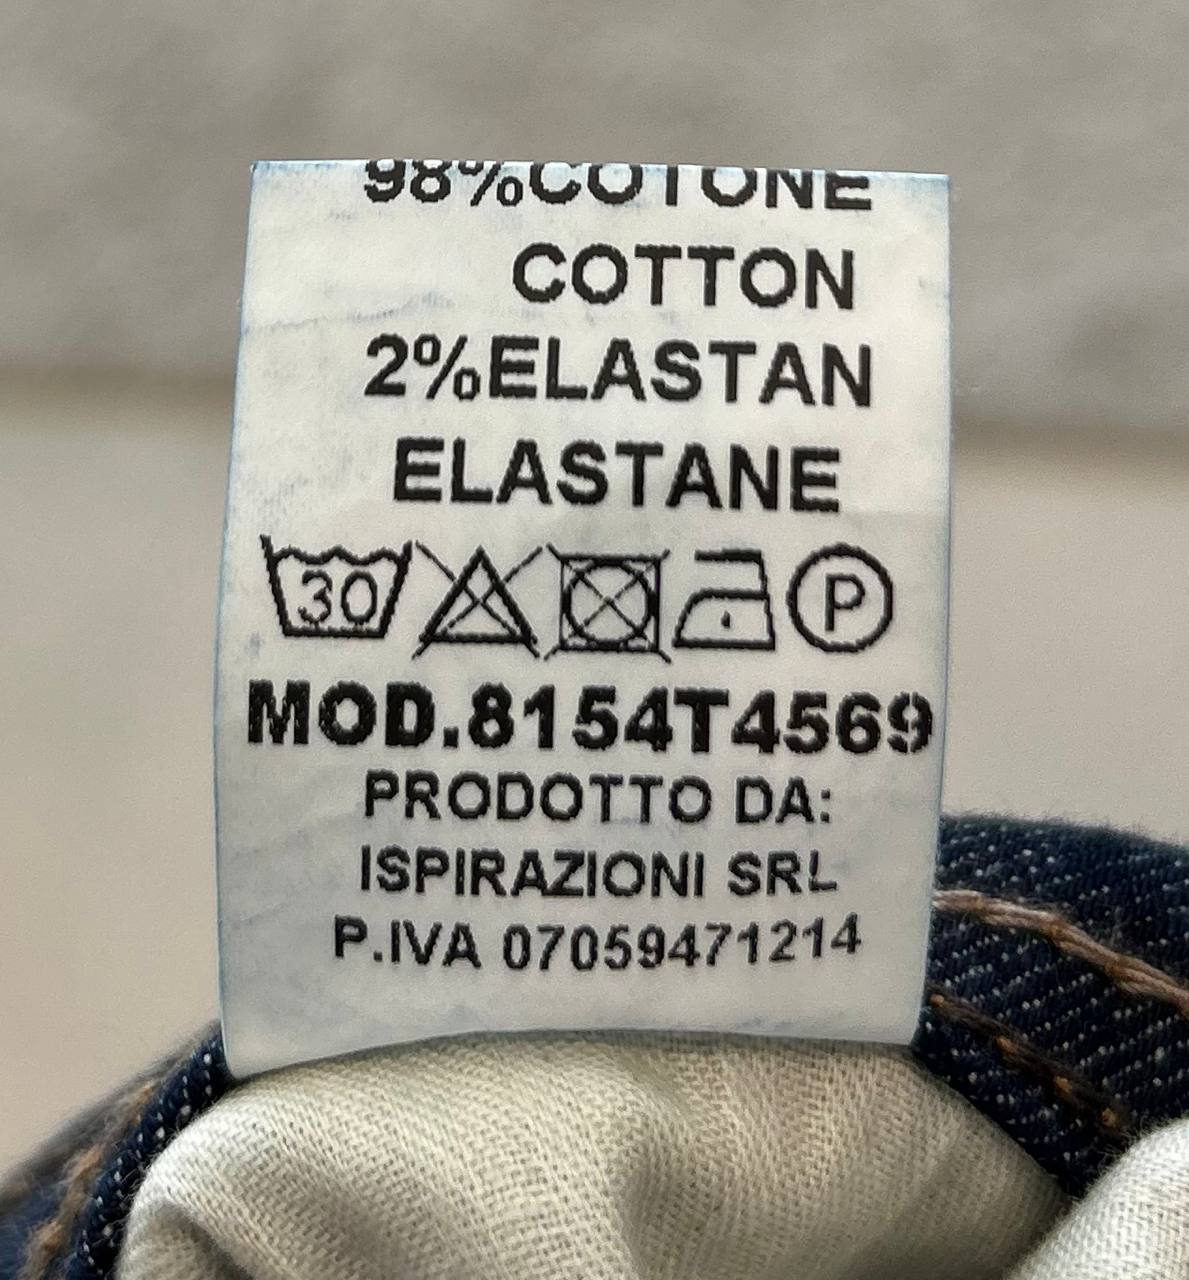 98%COTONE
COTTON
2%ELASTAN
ELASTANE
30 P
MOD.8154T4569
PRODOTTO DA:
ISPIRAZIONI SRL
P.IVA 07059471214